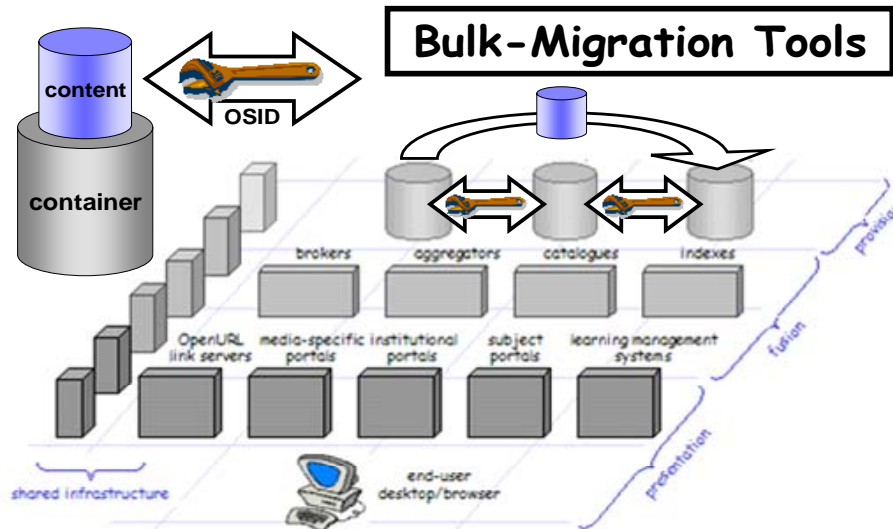 Bulk-Migration Tools
content
OSID
container
provision
brokers
aggregators
catalogues
indexes
fusion
OpenURL
link servers
media-specific
portals
institutional
portals
subject
portals
learning management
systems
presentation
shared infrastructure
end-user
desktop/browser